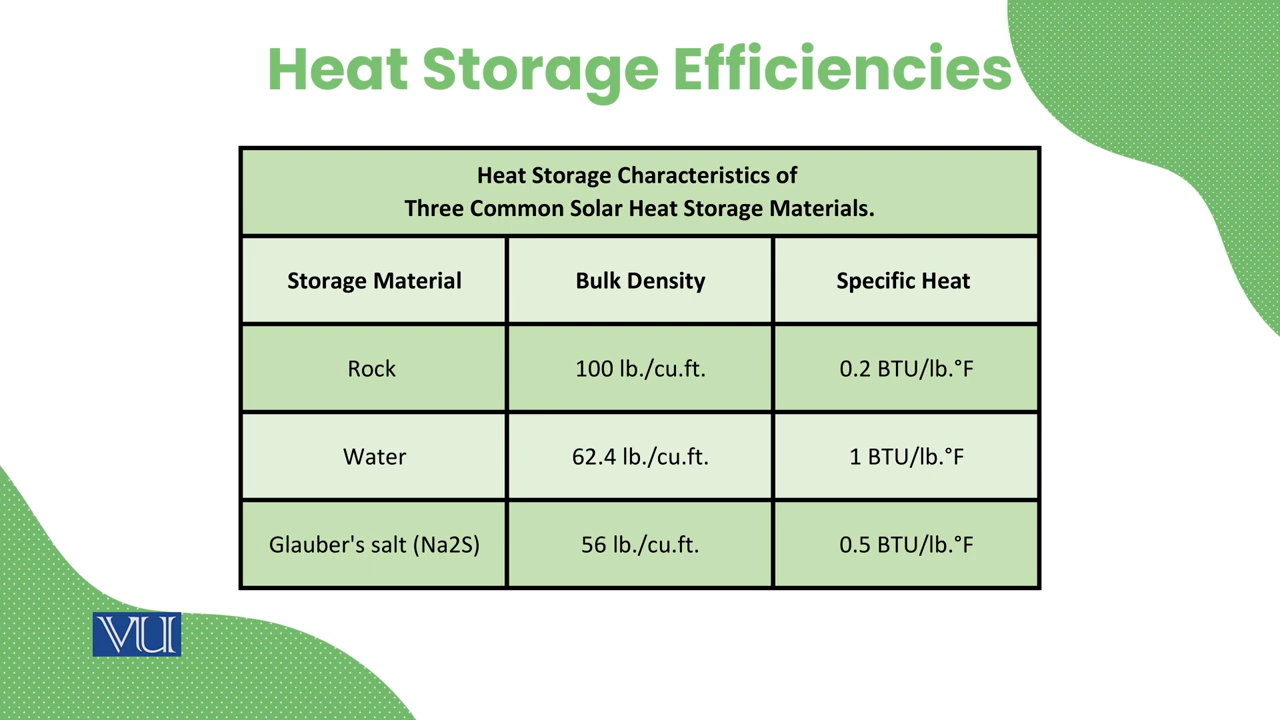 Heat Storage Efficiencies
Heat Storage Characteristics of
Three Common Solar Heat Storage Materials.
Storage Material Bulk Density Specific Heat
Rock 100 lb./cu.ft. 0.2 BTU/lb.°F
Water 62.4 lb./cu.ft. 1 BTU/lb.°F
Glauber's salt (Na2S) 56 lb./cu.ft. 0.5 BTU/lb.°F
VU